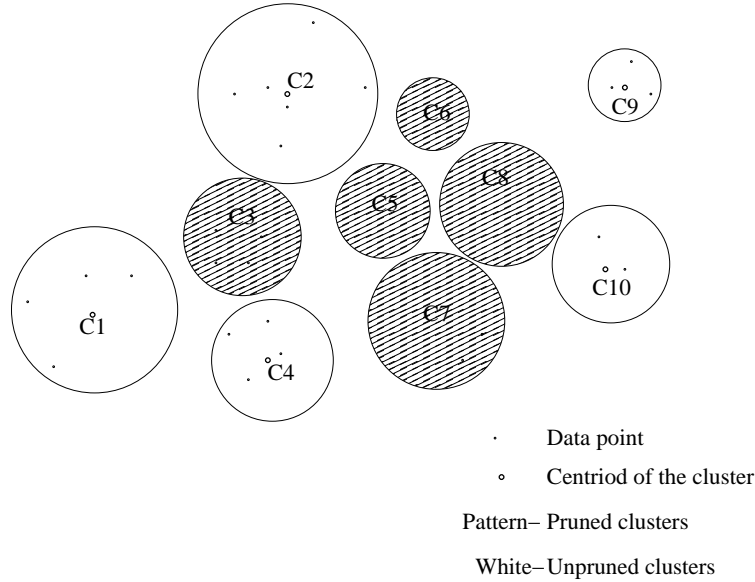 C2
C9
C6
C8
C3
C5
C10
C1
C7
C4
Data point
Centriod of the cluster
Pattern– Pruned clusters
White–Unpruned clusters